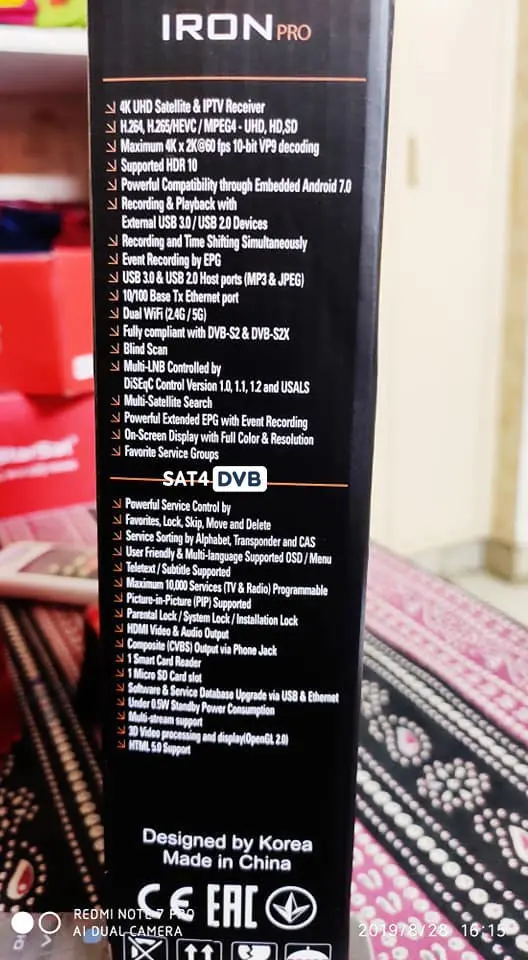 IRON PRO
4K UHD Satellite & IPTV Receiver
H.264, H.265/HEVC / MPEG4 - UHD, HD,SD
Maximum 4K x 2K@60 fps 10-bit VP9 decoding
Supported HDR 10
Powerful Compatibility through Embedded Android 7.0
Recording & Playback with
External USB 3.0 / USB 2.0 Devices
Recording and Time Shifting Simultaneously
Event Recording by EPG
USB 3.0 & USB 2.0 Host ports (MP3 & JPEG)
10/100 Base Tx Ethernet port
Dual WiFi (2.4G / 5G)
Fully compliant with DVB-S2 & DVB-S2X
Blind Scan
Multi-LNB Controlled by
DiSEqC Control Version 1.0, 1.1, 1.2 and USALS
Multi-Satellite Search
Powerful Extended EPG with Event Recording
On-Screen Display with Full Color & Resolution
Favorite Service Groups
SAT4 DVB
Powerful Service Control by
Favorites, Lock, Skip, Move and Delete
Service Sorting by Alphabet, Transponder and CAS
User Friendly & Multi-language Supported OSD / Menu
Teletext / Subtitle Supported
Maximum 10,000 Services (TV & Radio) Programmable
Picture-in-Picture (PIP) Supported
Parental Lock / System Lock / Installation Lock
HDMI Video & Audio Output
Composite (CVBS) Output via Phone Jack
1 Smart Card Reader
1 Micro SD Card slot
Software & Service Database Upgrade via USB & Ethernet
Under 0.5W Standby Power Consumption
Multi-stream support
3D Video processing and display(OpenGL 2.0)
HTML 5.0 Support
Designed by Korea
Made in China
CE EAC
REDMI NOTE 7 PRO
AI DUAL CAMERA
2019/8/28 16:15